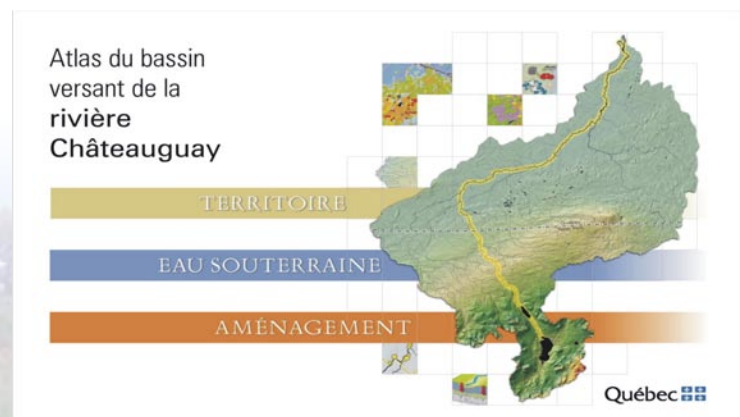 Atlas du bassin
versant de la
rivière
Châteauguay
TERRITOIRE
EAU SOUTERRAINE
AMÉNAGEMENT
Québec